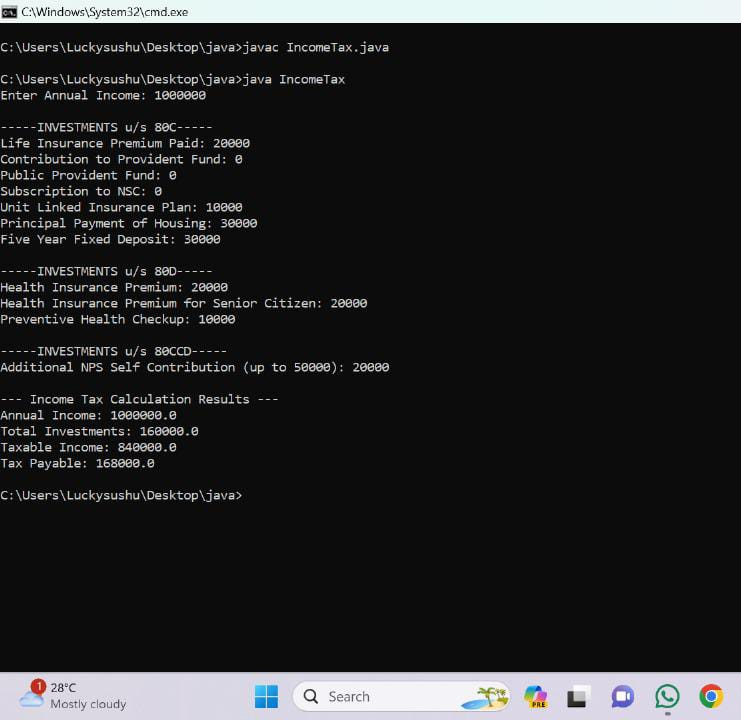 C:\Windows\System32\cmd.exe
C:\Users\Luckysushu\Desktop\java>javac IncomeTax.java
C:\Users\Luckysushu\Desktop\java>java IncomeTax
Enter Annual Income: 1000000
-----INVESTMENTS u/s 80C-----
Life Insurance Premium Paid: 20000
Contribution to Provident Fund: 0
Public Provident Fund: 0
Subscription to NSC: 0
Unit Linked Insurance Plan: 10000
Principal Payment of Housing: 30000
Five Year Fixed Deposit: 30000
-----INVESTMENTS u/s 80D-----
Health Insurance Premium: 20000
Health Insurance Premium for Senior Citizen: 20000
Preventive Health Checkup: 10000
-----INVESTMENTS u/s 80CCD-----
Additional NPS Self Contribution (up to 50000): 20000
--- Income Tax Calculation Results ---
Annual Income: 1000000.0
Total Investments: 160000.0
Taxable Income: 840000.0
Tax Payable: 168000.0
C:\Users\Luckysushu\Desktop\java>
1
28°C
Mostly cloudy
Search
PRE